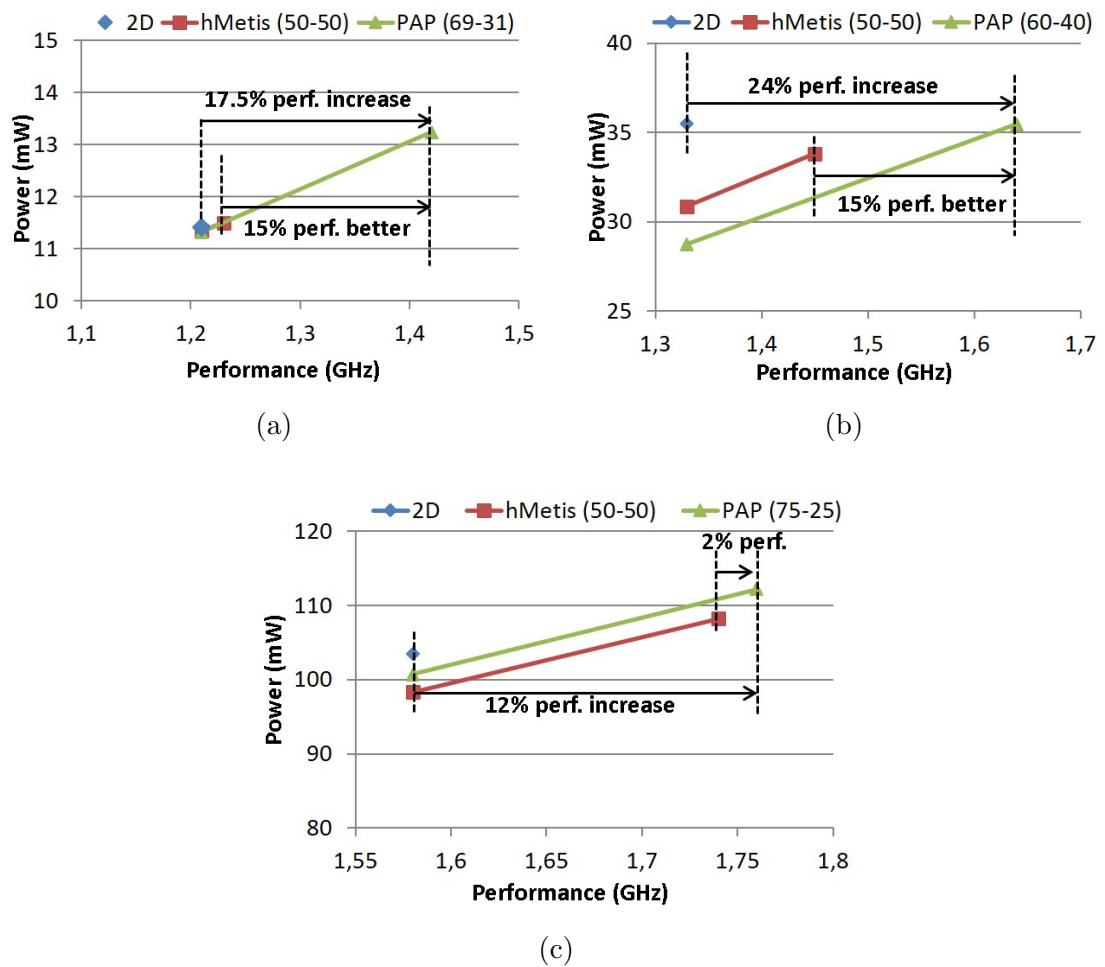 2D hMetis (50-50) PAP (69-31)
15
14
13
12
11
10
Power (mW)
17.5% perf. increase
15% perf. better
1,1 1,2 1,3 1,4 1,5
Performance (GHz)
(a)
2D hMetis (50-50) PAP (60-40)
40
35
30
25
Power (mW)
24% perf. increase
15% perf. better
1,3 1,4 1,5 1,6 1,7
Performance (GHz)
(b)
2D hMetis (50-50) PAP (75-25)
120
110
100
90
80
Power (mW)
2% perf.
12% perf. increase
1,55 1,6 1,65 1,7 1,75 1,8
Performance (GHz)
(c)